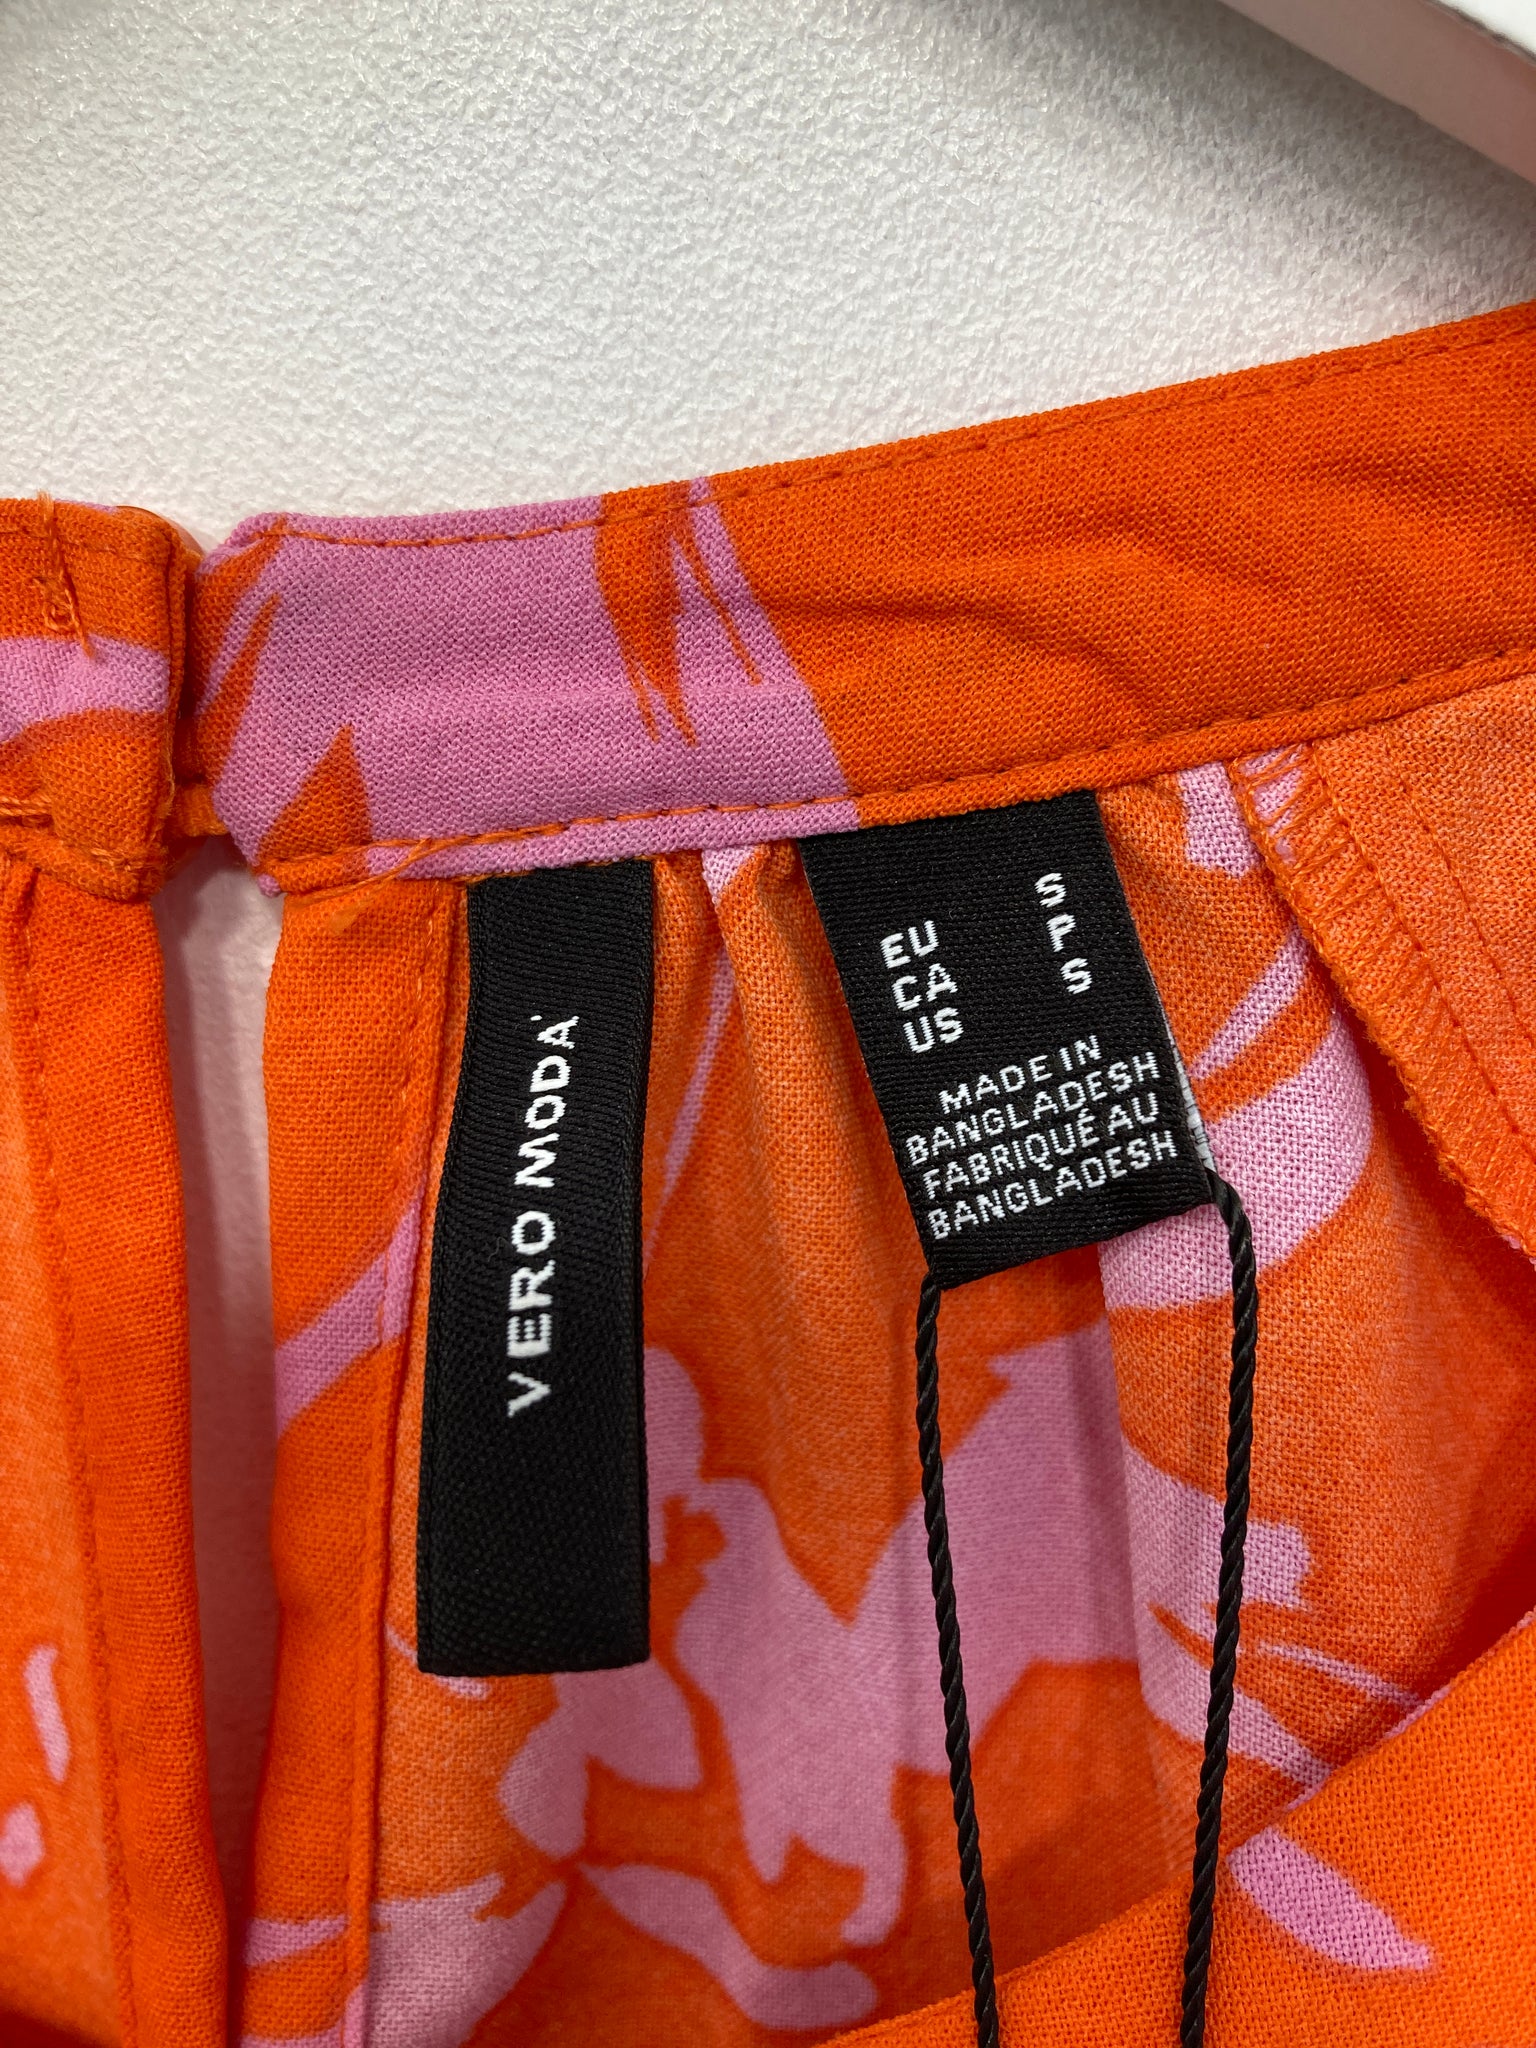 VERO MODA
EU S
CA P
US S
MADE IN
BANGLADESH
FABRIQUÉ AU
BANGLADESH